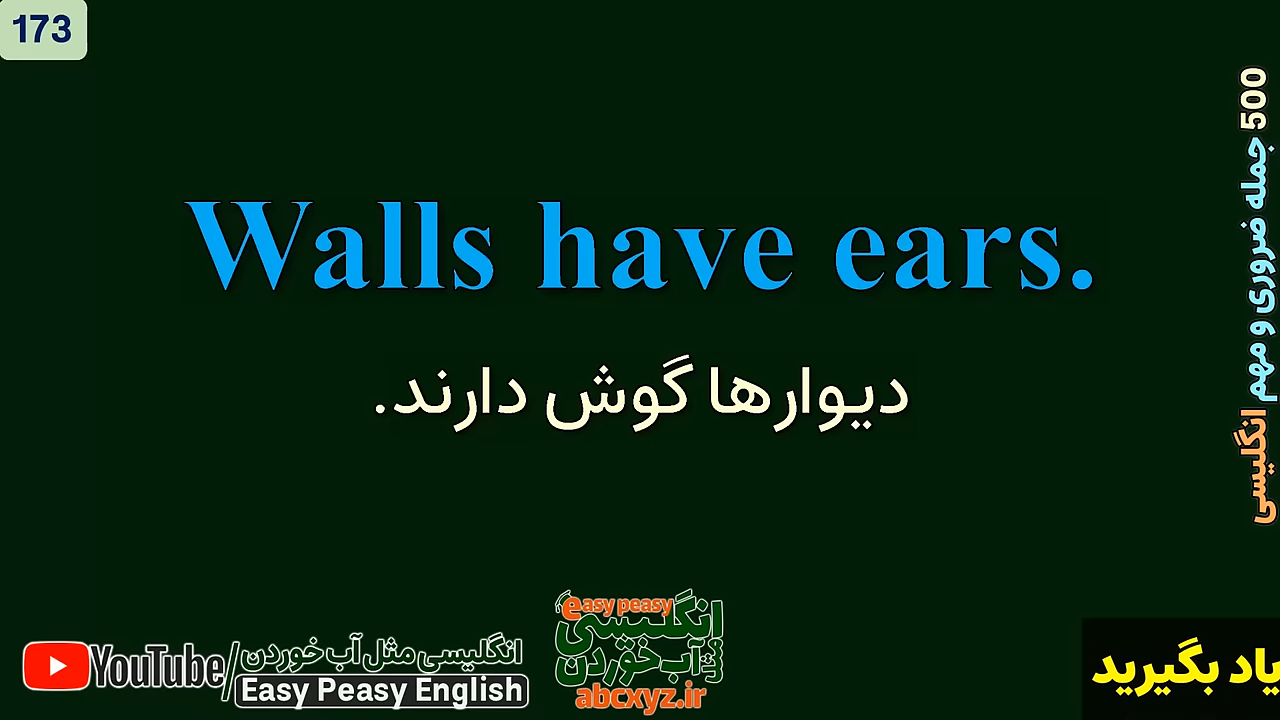 173
500 جمله ضروری و مهم انگلیسی
Walls have ears.
دیوارها گوش دارند.
YouTube/انگلیسی مثل آب خوردن
Easy Peasy English
easy peasy
انگلیسی
مثل آب خوردن
abcxyz.ir
یاد بگیرید